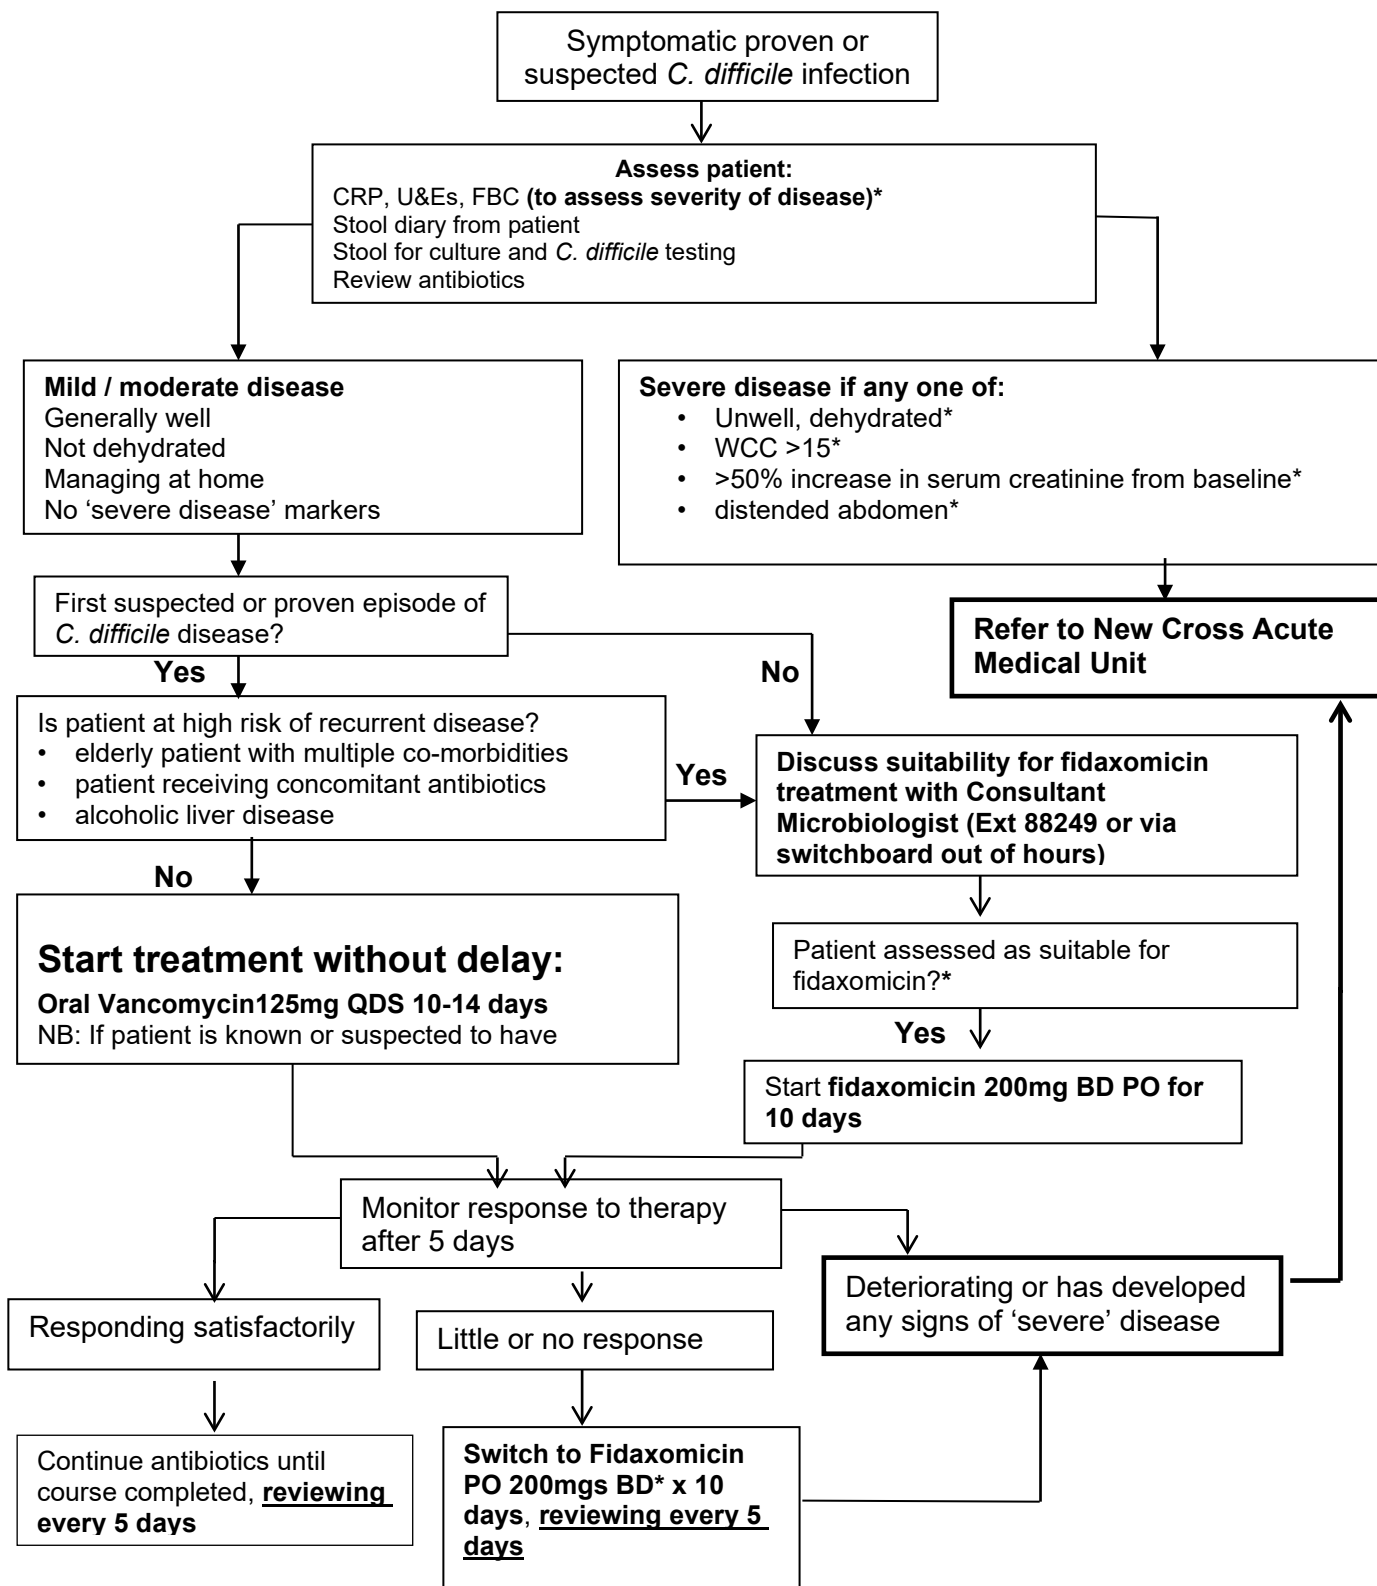 Symptomatic proven or
suspected C. difficile infection
Assess patient:
CRP, U&Es, FBC (to assess severity of disease)*
Stool diary from patient
Stool for culture and C. difficile testing
Review antibiotics
Mild / moderate disease
Generally well
Not dehydrated
Managing at home
No ‘severe disease’ markers
Severe disease if any one of:
• Unwell, dehydrated*
• WCC >15*
• >50% increase in serum creatinine from baseline*
• distended abdomen*
First suspected or proven episode of
C. difficile disease?
Refer to New Cross Acute
Medical Unit
Yes
No
Is patient at high risk of recurrent disease?
• elderly patient with multiple co-morbidities
• patient receiving concomitant antibiotics
• alcoholic liver disease
Yes
Discuss suitability for fidaxomicin
treatment with Consultant
Microbiologist (Ext 88249 or via
switchboard out of hours)
No
Start treatment without delay:
Oral Vancomycin125mg QDS 10-14 days
NB: If patient is known or suspected to have
Patient assessed as suitable for
fidaxomicin?*
Yes
Start fidaxomicin 200mg BD PO for
10 days
Monitor response to therapy
after 5 days
Responding satisfactorily
Little or no response
Deteriorating or has developed
any signs of ‘severe’ disease
Continue antibiotics until
course completed, reviewing
every 5 days
Switch to Fidaxomicin
PO 200mgs BD* x 10
days, reviewing every 5
days